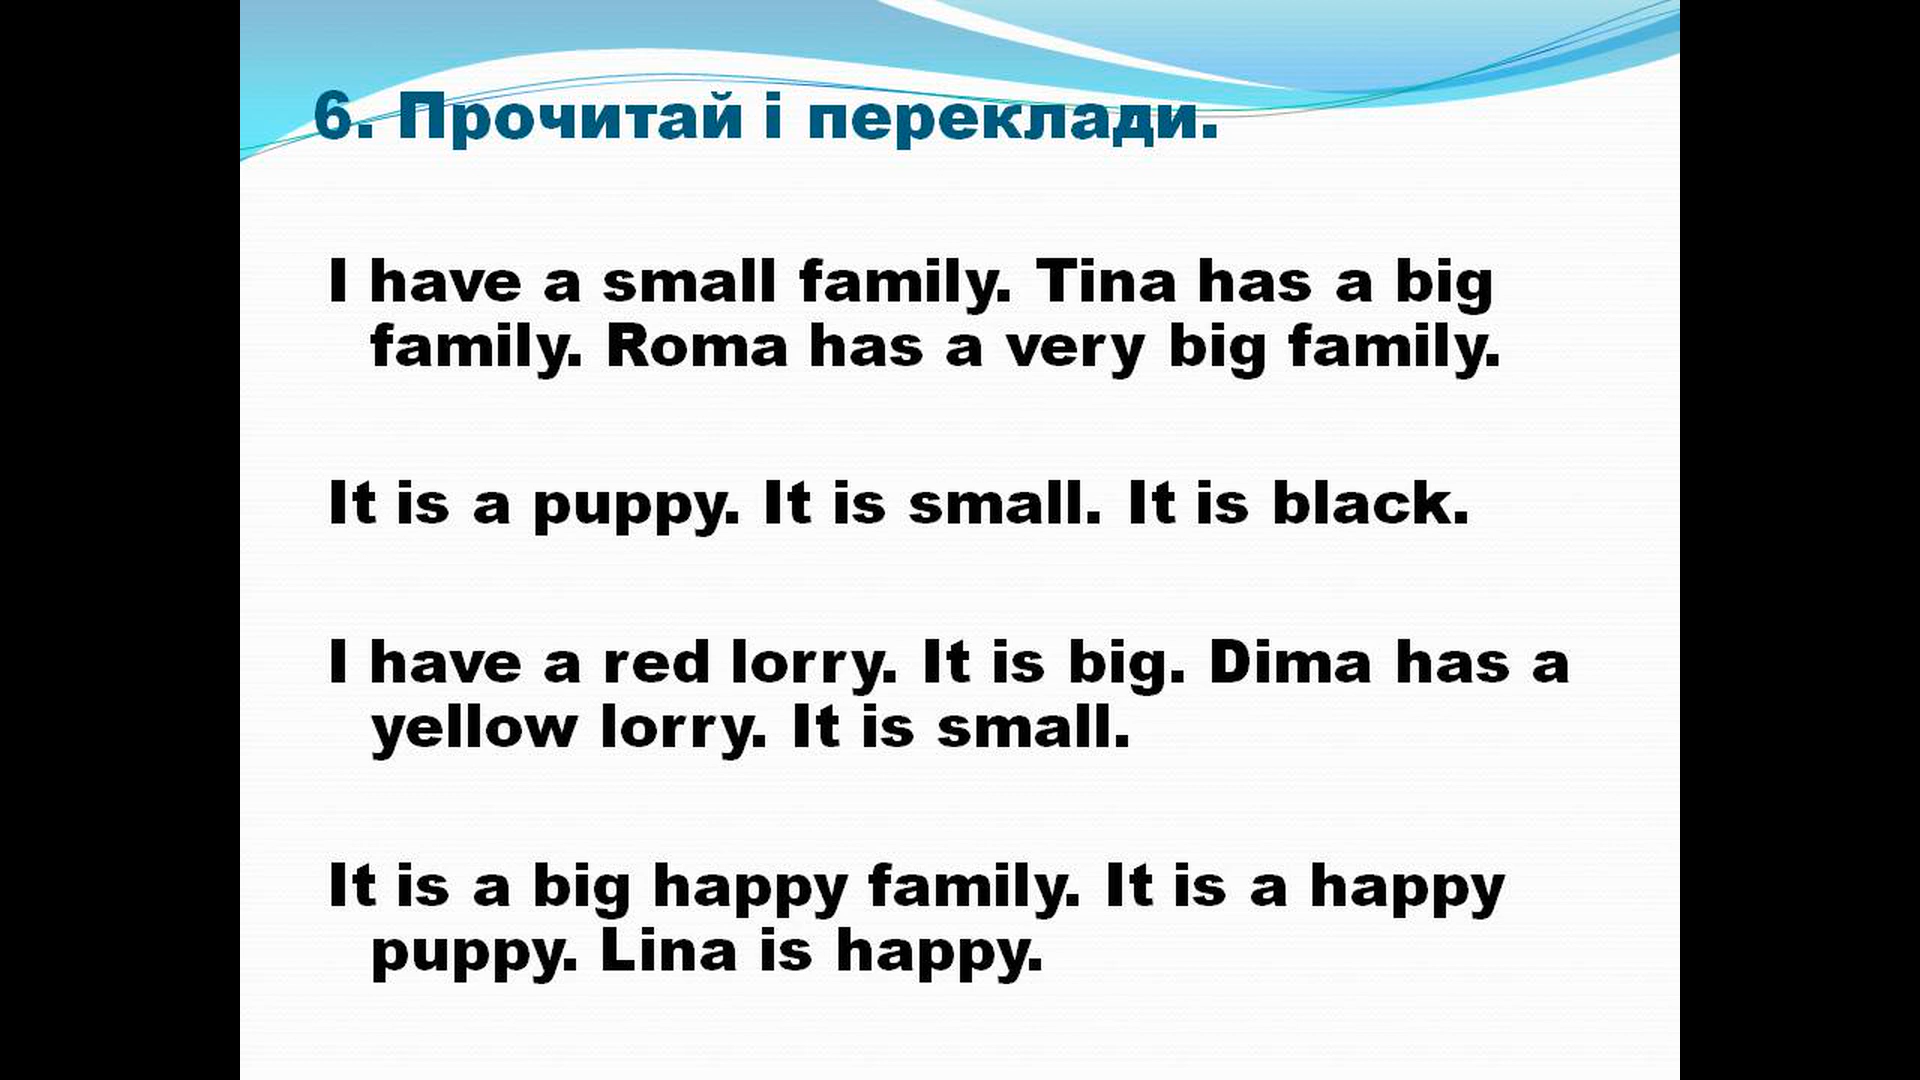 6. Прочитай і переклади.
I have a small family. Tina has a big
family. Roma has a very big family.
It is a puppy. It is small. It is black.
I have a red lorry. It is big. Dima has a
yellow lorry. It is small.
It is a big happy family. It is a happy
puppy. Lina is happy.